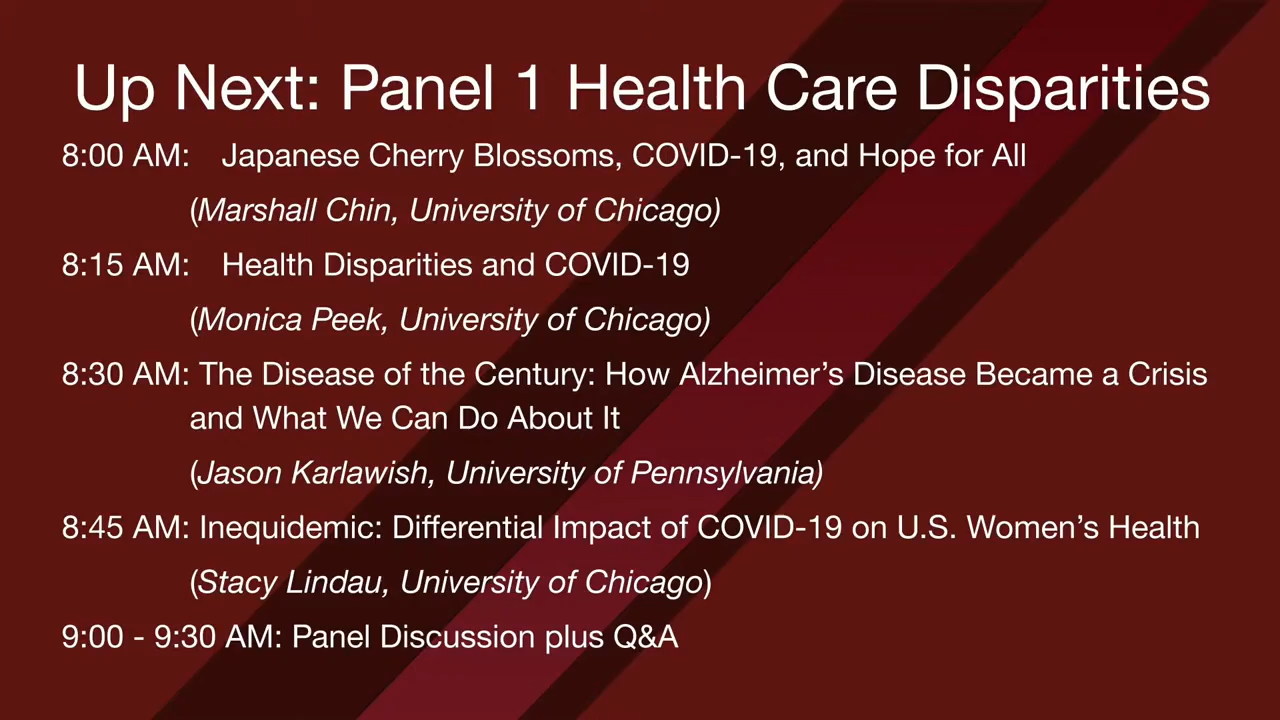 Up Next: Panel 1 Health Care Disparities
8:00 AM: Japanese Cherry Blossoms, COVID-19, and Hope for All
(Marshall Chin, University of Chicago)
8:15 AM: Health Disparities and COVID-19
(Monica Peek, University of Chicago)
8:30 AM: The Disease of the Century: How Alzheimer’s Disease Became a Crisis
and What We Can Do About It
(Jason Karlawish, University of Pennsylvania)
8:45 AM: Inequidemic: Differential Impact of COVID-19 on U.S. Women’s Health
(Stacy Lindau, University of Chicago)
9:00 - 9:30 AM: Panel Discussion plus Q&A